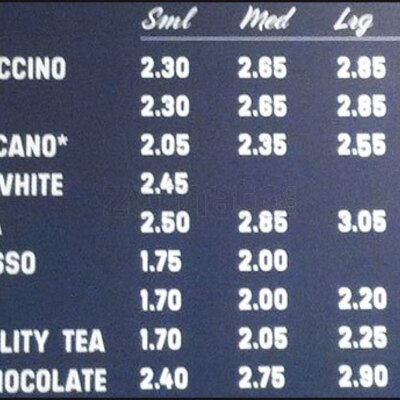 Sml Med Lrg
CCINO 2.30 2.65 2.85
2.30 2.65 2.85
CANO* 2.05 2.35 2.55
WHITE 2.45
A 2.50 2.85 3.05
SSO 1.75 2.00
1.70 2.00 2.20
LITY TEA 1.70 2.05 2.25
HOCOLATE 2.40 2.75 2.90